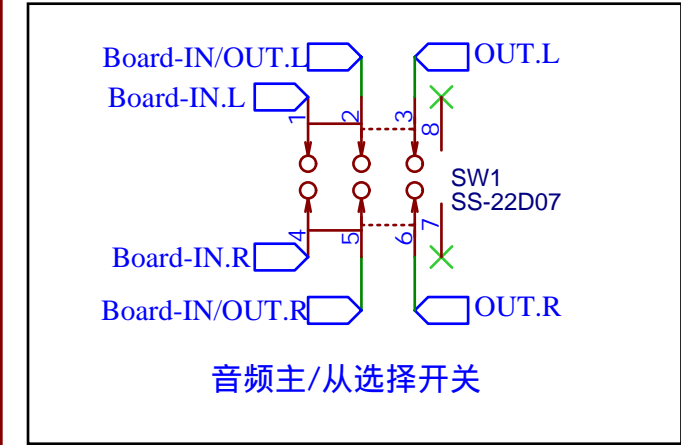 Board-IN/OUT.L
OUT.L
Board-IN.L
1
2
3
8
SW1
SS-22D07
4
5
6
7
Board-IN.R
Board-IN/OUT.R
OUT.R
音频主/从选择开关